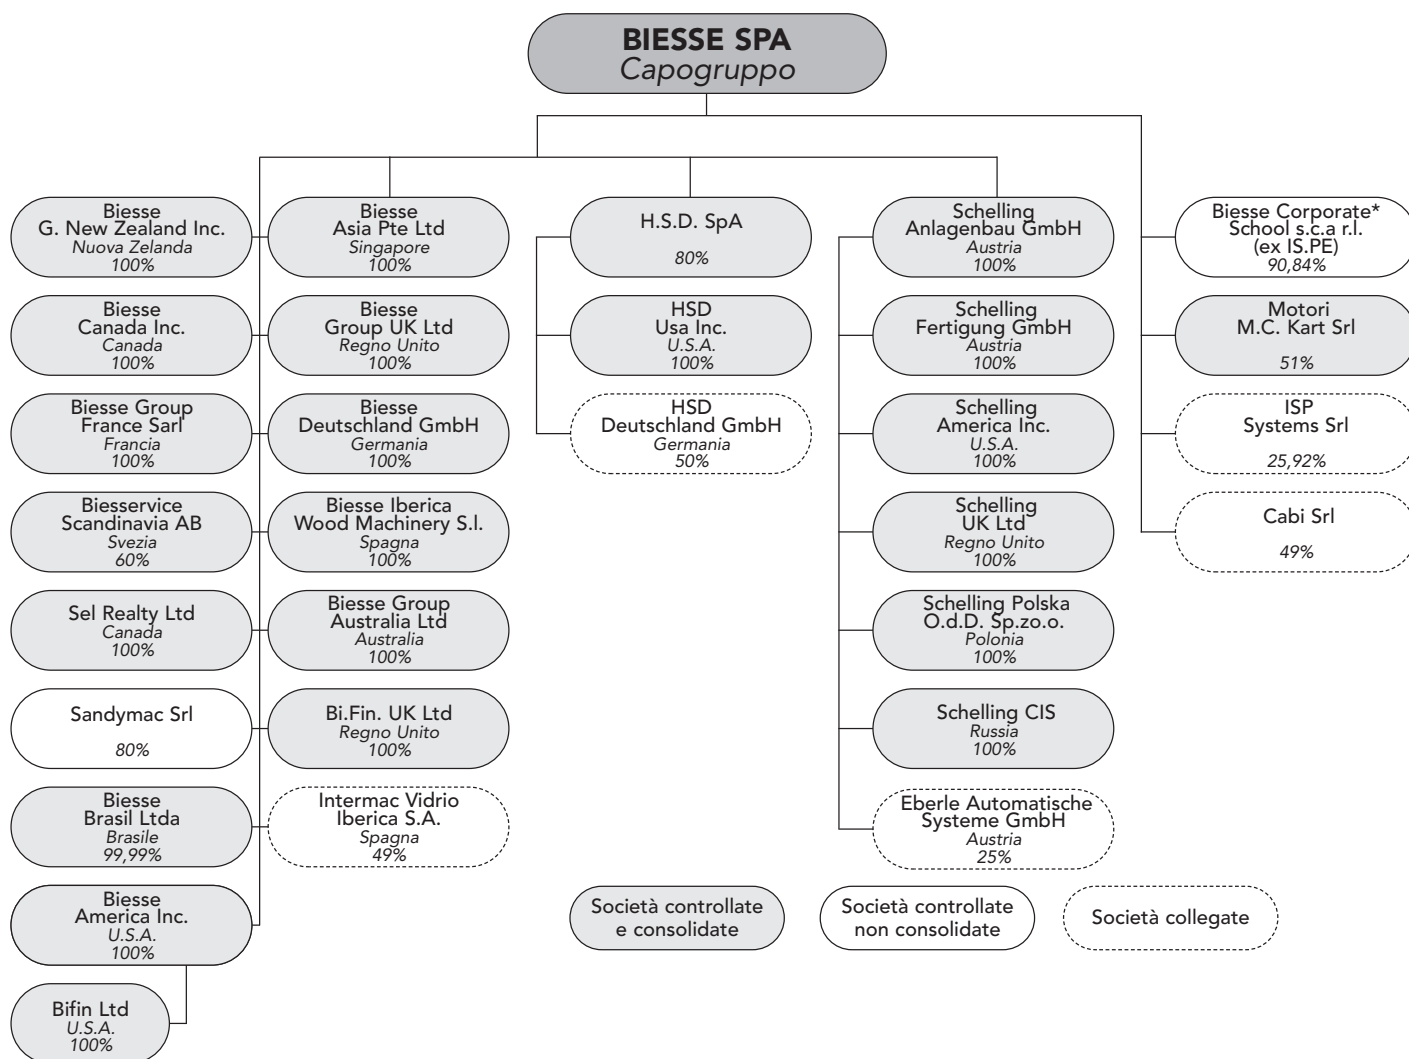 BIESSE SPA
Capogruppo
Biesse
G. New Zealand Inc.
Nuova Zelanda
100%
Biesse
Canada Inc.
Canada
100%
Biesse Group
France Sarl
Francia
100%
Biesservice
Scandinavia AB
Svezia
60%
Sel Realty Ltd
Canada
100%
Sandymac Srl
80%
Biesse
Brasil Ltda
Brasile
99,99%
Biesse
America Inc.
U.S.A.
100%
Bifin Ltd
U.S.A.
100%
Biesse
Asia Pte Ltd
Singapore
100%
Biesse
Group UK Ltd
Regno Unito
100%
Biesse
Deutschland GmbH
Germania
100%
Biesse Iberica
Wood Machinery S.l.
Spagna
100%
Biesse Group
Australia Ltd
Australia
100%
Bi.Fin. UK Ltd
Regno Unito
100%
Intermac Vidrio
Iberica S.A.
Spagna
49%
H.S.D. SpA
80%
HSD
Usa Inc.
U.S.A.
100%
HSD
Deutschland GmbH
Germania
50%
Schelling
Anlagenbau GmbH
Austria
100%
Schelling
Fertigung GmbH
Austria
100%
Schelling
America Inc.
U.S.A.
100%
Schelling
UK Ltd
Regno Unito
100%
Schelling Polska
O.d.D. Sp.zo.o.
Polonia
100%
Schelling CIS
Russia
100%
Eberle Automatische
Systeme GmbH
Austria
25%
Biesse Corporate*
School s.c.a r.l.
(ex IS.PE)
90,84%
Motori
M.C. Kart Srl
51%
ISP
Systems Srl
25,92%
Cabi Srl
49%
Società controllate
e consolidate
Società controllate
non consolidate
Società collegate